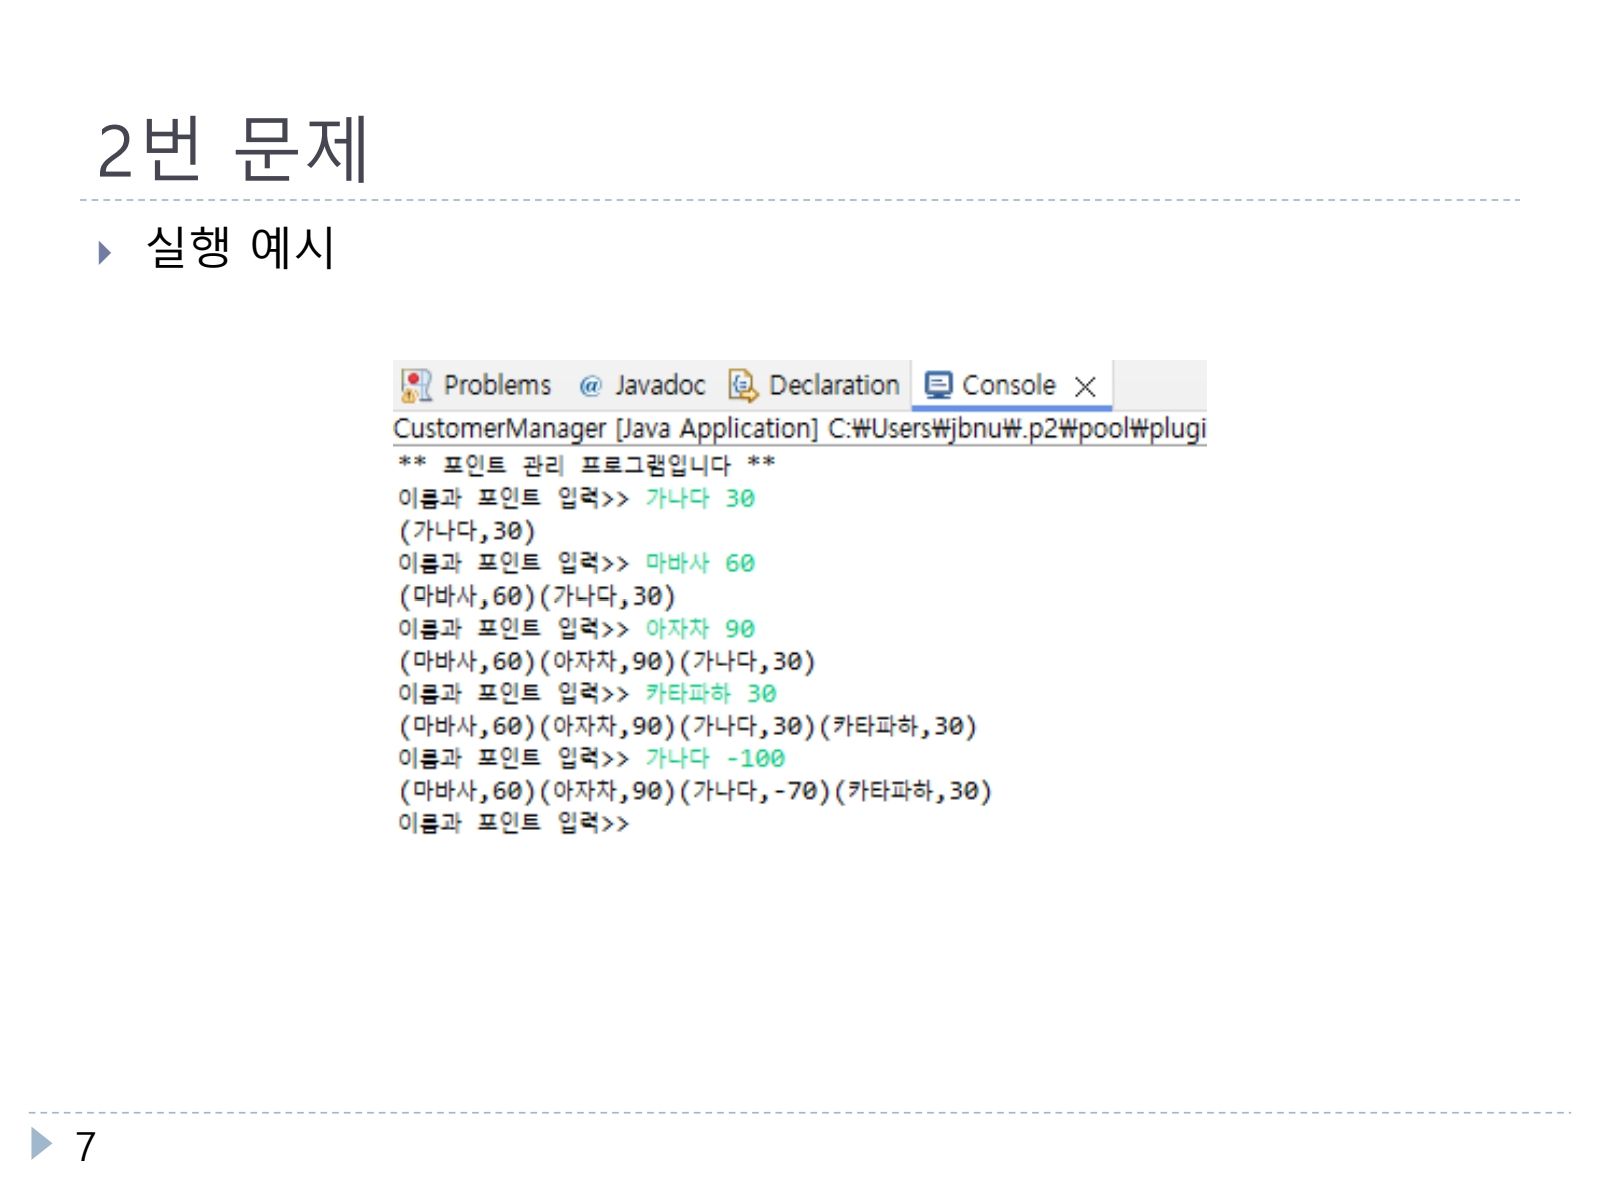 2번 문제
실행 예시
Problems @ Javadoc Declaration Console
CustomerManager [Java Application] C:₩Users₩jbnu₩.p2₩pool₩plugi
** 포인트 관리 프로그램입니다 **
이름과 포인트 입력>> 가나다 30
(가나다,30)
이름과 포인트 입력>> 마바사 60
(마바사,60)(가나다,30)
이름과 포인트 입력>> 아자차 90
(마바사,60)(아자차,90)(가나다,30)
이름과 포인트 입력>> 카타파하 30
(마바사,60)(아자차,90)(가나다,30)(카타파하,30)
이름과 포인트 입력>> 가나다 -100
(마바사,60)(아자차,90)(가나다,-70)(카타파하,30)
이름과 포인트 입력>>
7